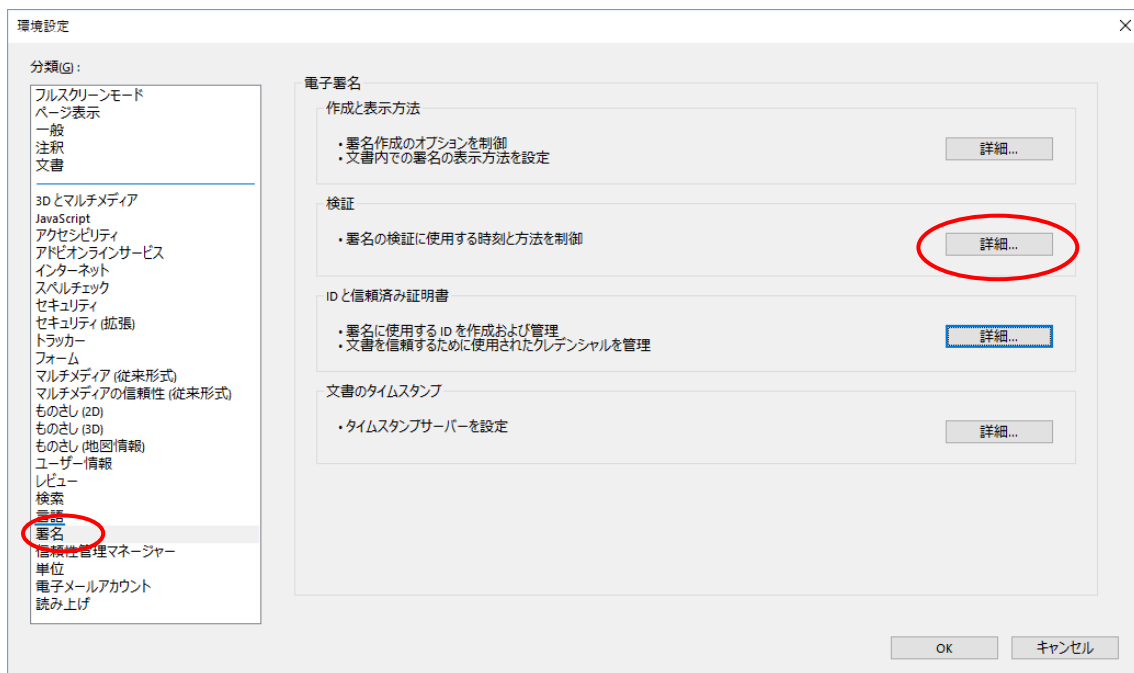 環境設定
分類(G) :
フルスクリーンモード
ページ表示
一般
注釈
文書
3D とマルチメディア
JavaScript
アクセシビリティ
アドビオンラインサービス
インターネット
スペルチェック
セキュリティ
セキュリティ (拡張)
トラッカー
フォーム
マルチメディア (従来形式)
マルチメディアの信頼性 (従来形式)
ものさし (2D)
ものさし (3D)
ものさし (地図情報)
ユーザー情報
レビュー
検索
言語
署名
信頼性管理マネージャー
単位
電子メールアカウント
読み上げ
電子署名
作成と表示方法
・署名作成のオプションを制御
・文書内での署名の表示方法を設定
詳細...
検証
・署名の検証に使用する時刻と方法を制御
詳細...
ID と信頼済み証明書
・署名に使用する ID を作成および管理
・文書を信頼するために使用されたクレデンシャルを管理
詳細...
文書のタイムスタンプ
・タイムスタンプサーバーを設定
詳細...
OK
キャンセル